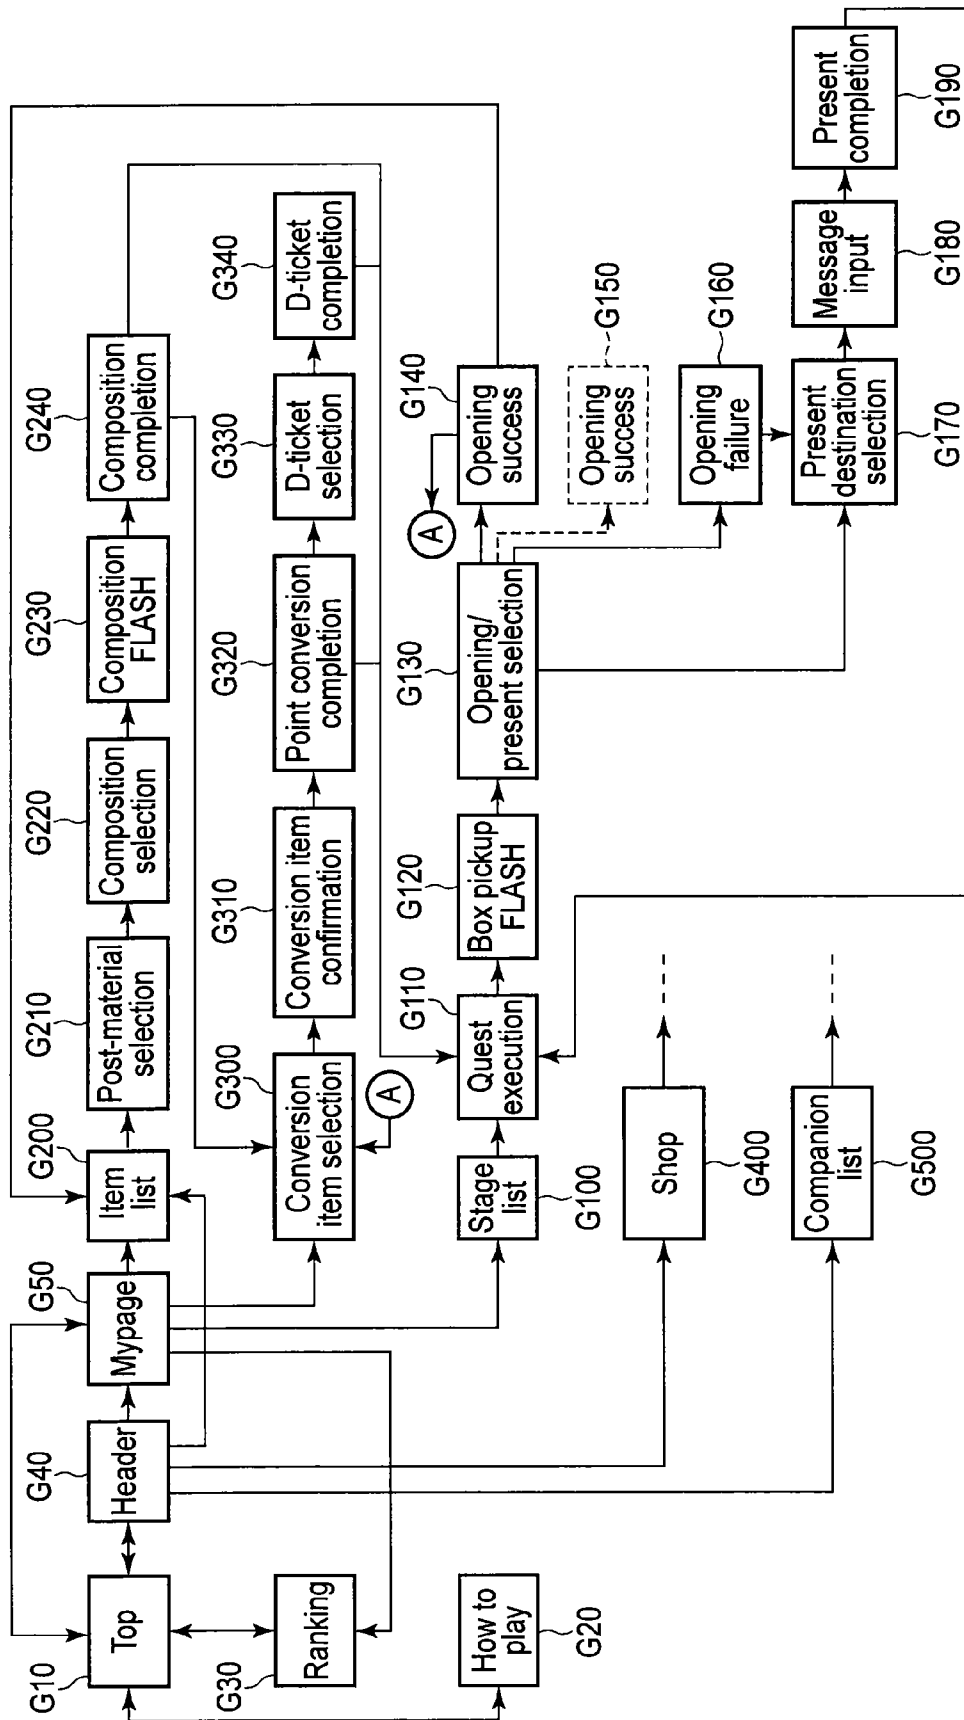 G10
Top
G40
Header
G50
Mypage
G200
Item
list
G210
Post-material
selection
G220
Composition
selection
G230
Composition
FLASH
G240
Composition
completion
G30
Ranking
G300
Conversion
item selection
A
G310
Conversion item
confirmation
G320
Point conversion
completion
G330
D-ticket
selection
G340
D-ticket
completion
How to
play
G20
Stage
list
G100
G110
Quest
execution
G120
Box pickup
FLASH
G130
Opening/
present selection
A
G140
Opening
success
G150
Opening
success
G160
Opening
failure
Shop
G400
Companion
list
G500
Present
destination
selection
G170
Message
input
G180
Present
completion
G190